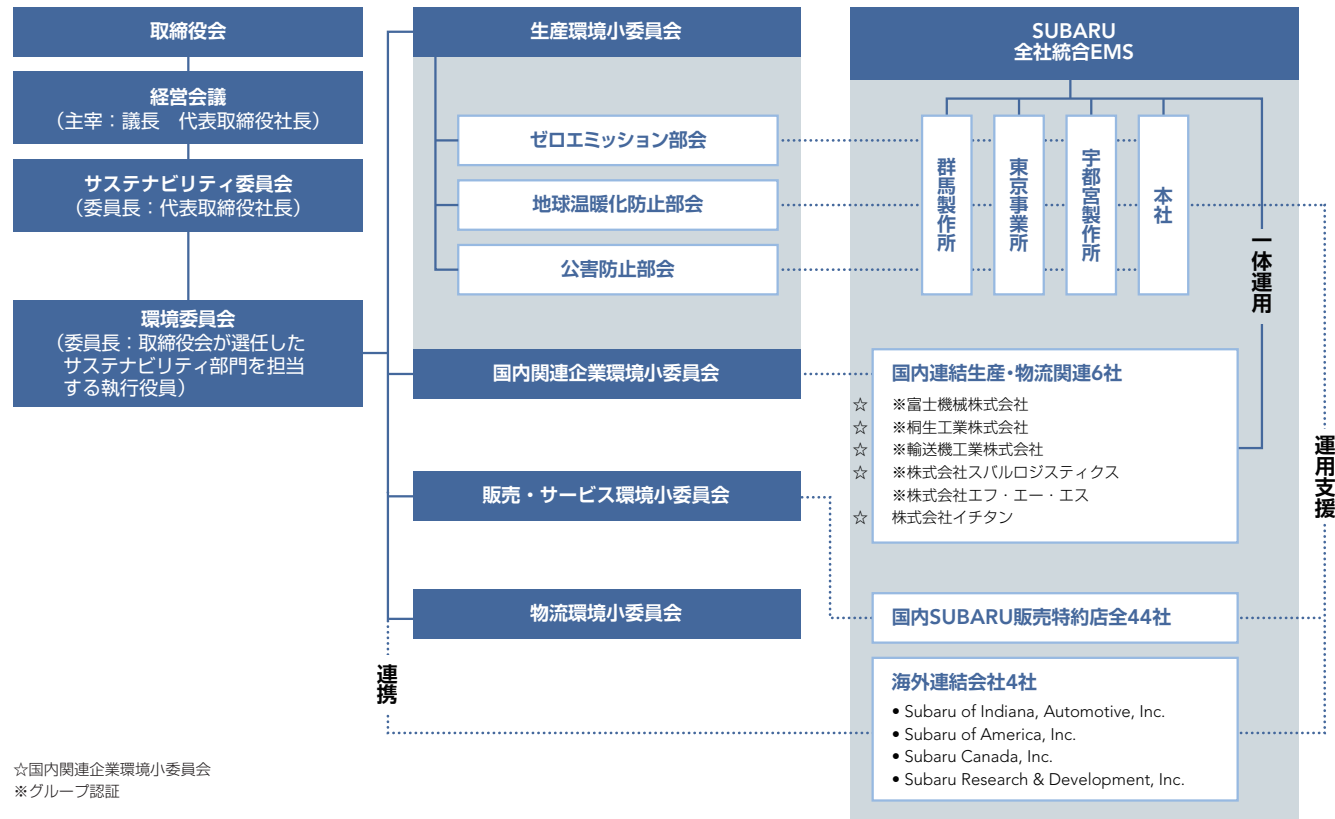 取締役会
経営会議
（主宰：議長　代表取締役社長）
サステナビリティ委員会
（委員長：代表取締役社長）
環境委員会
（委員長：取締役会が選任した
サステナビリティ部門を担当
する執行役員）
生産環境小委員会
ゼロエミッション部会
地球温暖化防止部会
公害防止部会
国内関連企業環境小委員会
販売・サービス環境小委員会
物流環境小委員会
連携
SUBARU
全社統合EMS
群馬製作所
東京事業所
宇都宮製作所
本社
一体運用
国内連結生産・物流関連6社
☆ ※富士機械株式会社
☆ ※桐生工業株式会社
☆ ※輸送機工業株式会社
☆ ※株式会社スバルロジスティクス
※株式会社エフ・エー・エス
☆ 株式会社イチタン
運用支援
国内SUBARU販売特約店全44社
海外連結会社4社
• Subaru of Indiana, Automotive, Inc.
• Subaru of America, Inc.
• Subaru Canada, Inc.
• Subaru Research & Development, Inc.
☆国内関連企業環境小委員会
※グループ認証